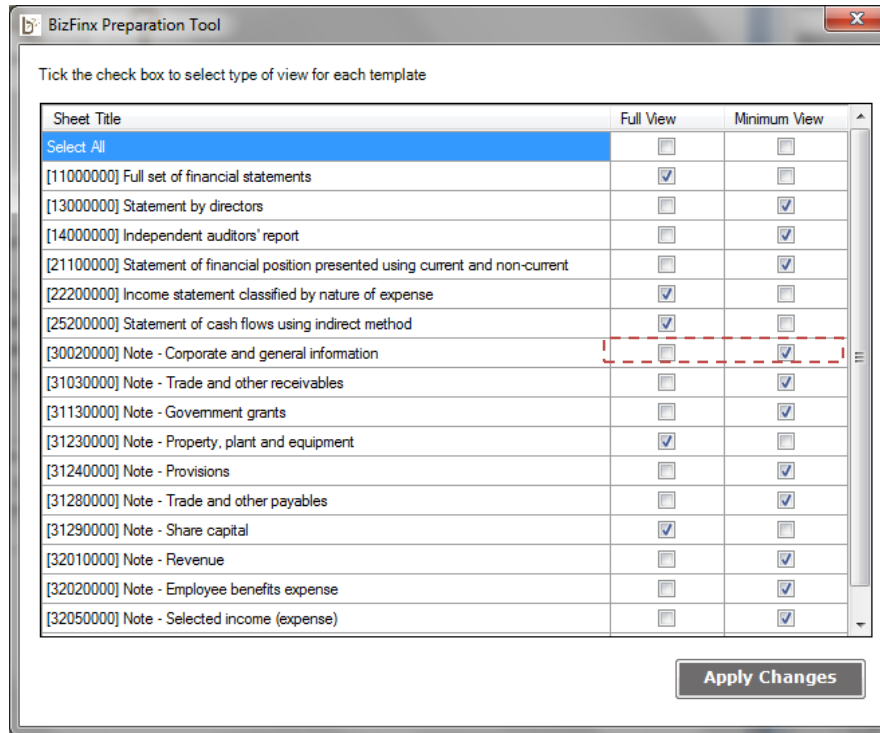 BizFinx Preparation Tool
Tick the check box to select type of view for each template
Sheet Title Full View Minimum View
Select All
[11000000] Full set of financial statements
[13000000] Statement by directors
[14000000] Independent auditors' report
[21100000] Statement of financial position presented using current and non-current
[22200000] Income statement classified by nature of expense
[25200000] Statement of cash flows using indirect method
[30020000] Note - Corporate and general information
[31030000] Note - Trade and other receivables
[31130000] Note - Government grants
[31230000] Note - Property, plant and equipment
[31240000] Note - Provisions
[31280000] Note - Trade and other payables
[31290000] Note - Share capital
[32010000] Note - Revenue
[32020000] Note - Employee benefits expense
[32050000] Note - Selected income (expense)
Apply Changes